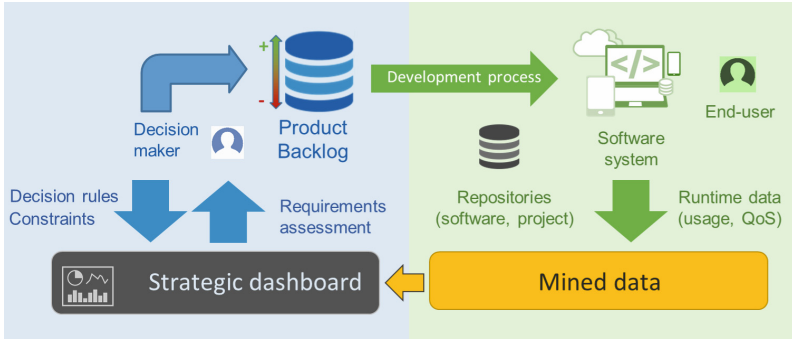 +
-
Product
Backlog
Decision
maker
Decision rules
Constraints
Requirements
assessment
Strategic dashboard
Development process
</>
Software
system
End-user
Repositories
(software, project)
Runtime data
(usage, QoS)
Mined data